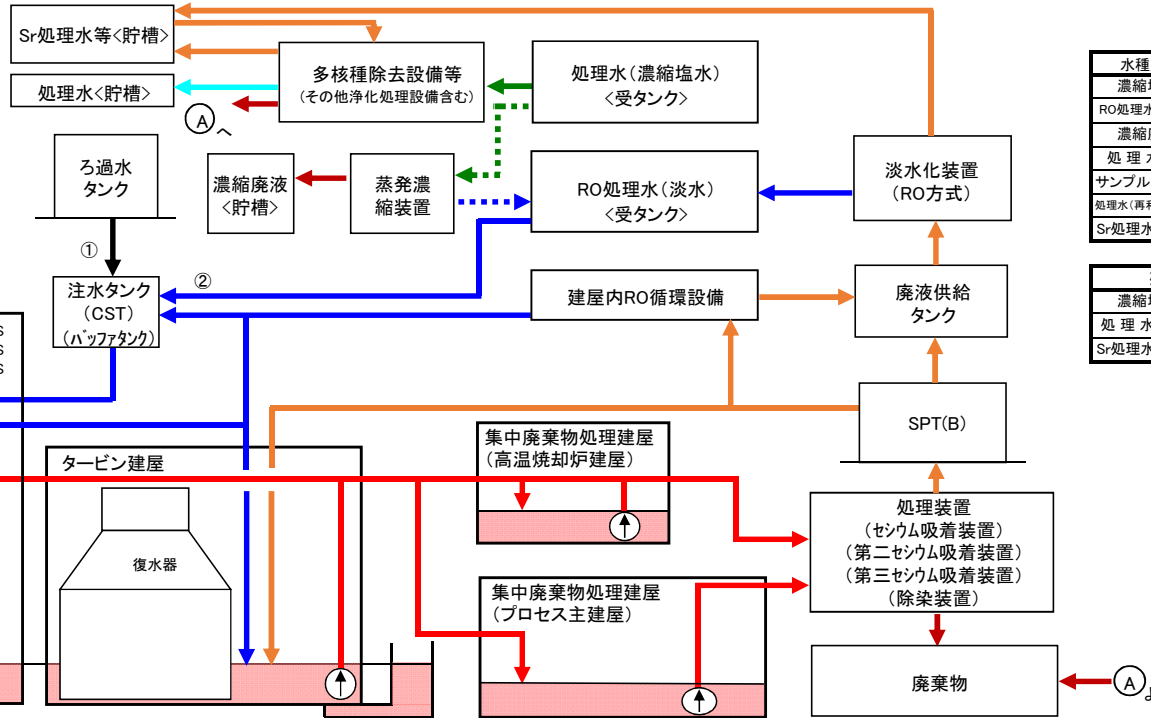 Sr処理水等<貯槽>
処理水<貯槽>
多核種除去設備等
(その他浄化処理設備含む)
処理水(濃縮塩水)
<受タンク>
A へ
ろ過水
タンク
濃縮廃液
<貯槽>
蒸発濃
縮装置
RO処理水(淡水)
<受タンク>
淡水化装置
(RO方式)
①
②
注水タンク
(CST)
(バッファタンク)
建屋内RO循環設備
廃液供給
タンク
SPT(B)
S
S
S
タービン建屋
復水器
集中廃棄物処理建屋
(高温焼却炉建屋)
集中廃棄物処理建屋
(プロセス主建屋)
処理装置
(セシウム吸着装置)
(第二セシウム吸着装置)
(第三セシウム吸着装置)
(除染装置)
廃棄物
A よ
水種
濃縮塩
RO処理水
濃縮廃
処 理 水
サンプル
処理水(再利
Sr処理水
濃縮塩
処 理 水
Sr処理水